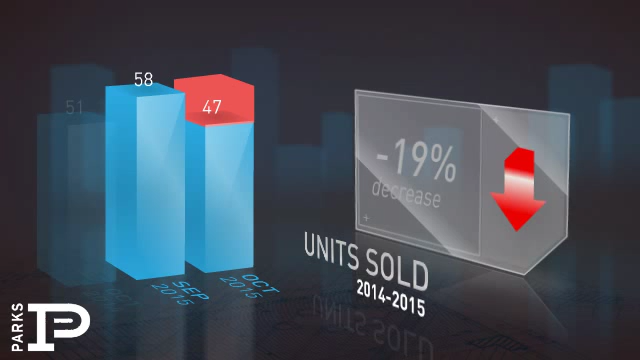 51
58
47
SEP
2015
OCT
2015
-19%
decrease
UNITS SOLD
2014-2015
PARKS
P